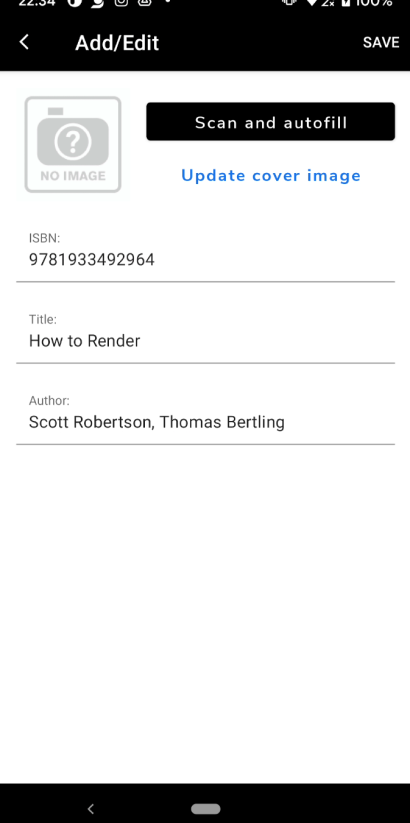 22:34 2x 100%
Add/Edit
SAVE
NO IMAGE
Scan and autofill
Update cover image
ISBN:
9781933492964
Title:
How to Render
Author:
Scott Robertson, Thomas Bertling